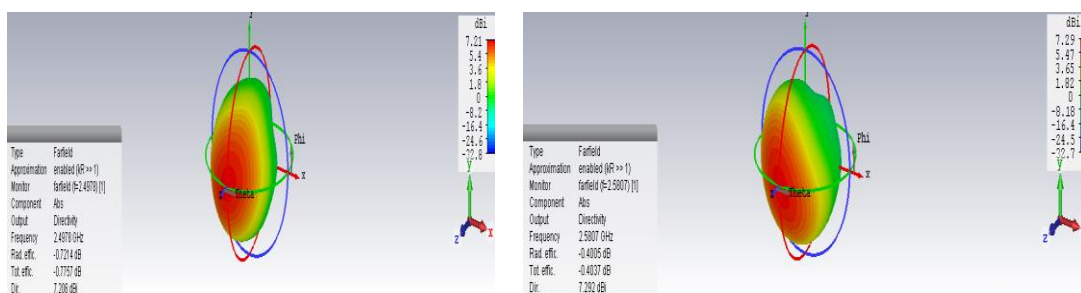 y
dBi
7.21
5.4
3.6
1.8
0
-8.2
-16.4
-24.6
-32.8
Phi
x
Theta
Type Farfield
Approximation enabled (kR >> 1)
Monitor farfield (f=2.4978) [1]
Component Abs
Output Directivity
Frequency 2.4978 GHz
Rad. effic. -0.7214 dB
Tot. effic. -0.7757 dB
Dir. 7.206 dBi
y
z
x
dBi
7.29
5.47
3.65
1.82
0
-8.18
-16.4
-24.5
-32.7
Phi
x
Theta
Type Farfield
Approximation enabled (kR >> 1)
Monitor farfield (f=2.5807) [1]
Component Abs
Output Directivity
Frequency 2.5807 GHz
Rad. effic. -0.4005 dB
Tot. effic. -0.4037 dB
Dir. 7.292 dBi
y
z